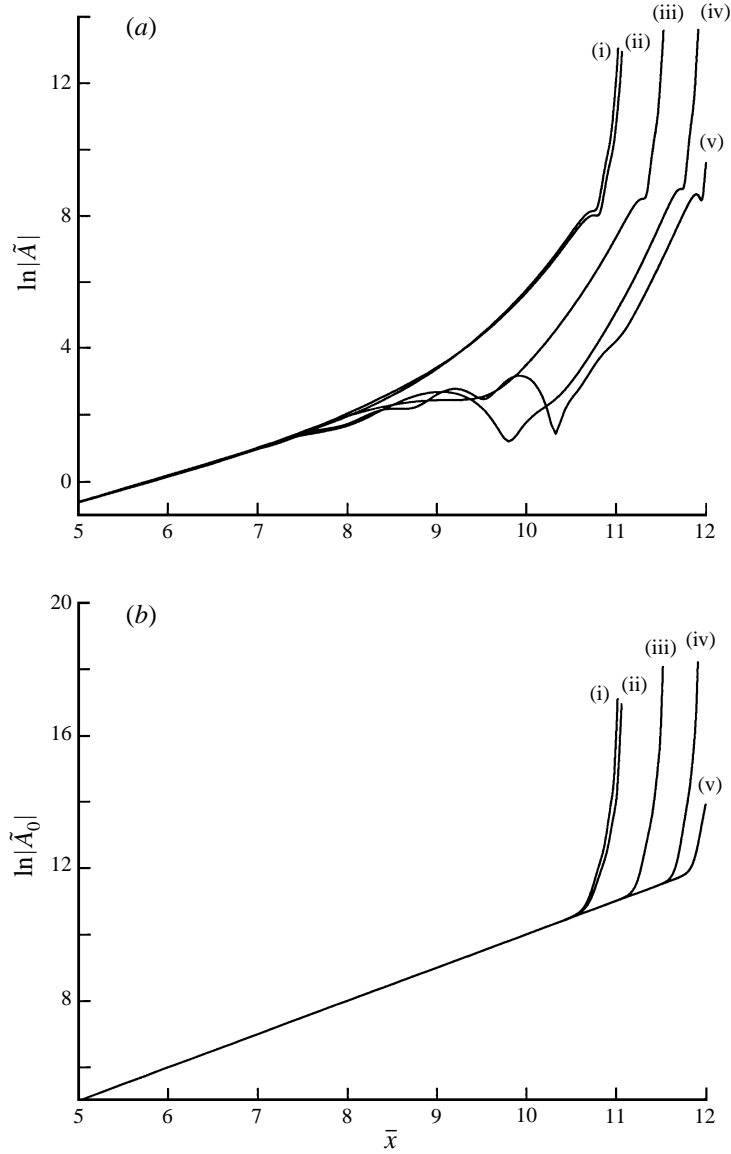 (a)
(i)
(ii)
(iii)
(iv)
(v)
12
8
4
0
ln|Ã|
5 6 7 8 9 10 11 12
(b)
20
16
12
8
ln|Ã₀|
(i)
(ii)
(iii)
(iv)
(v)
5 6 7 8 9 10 11 12
x̄